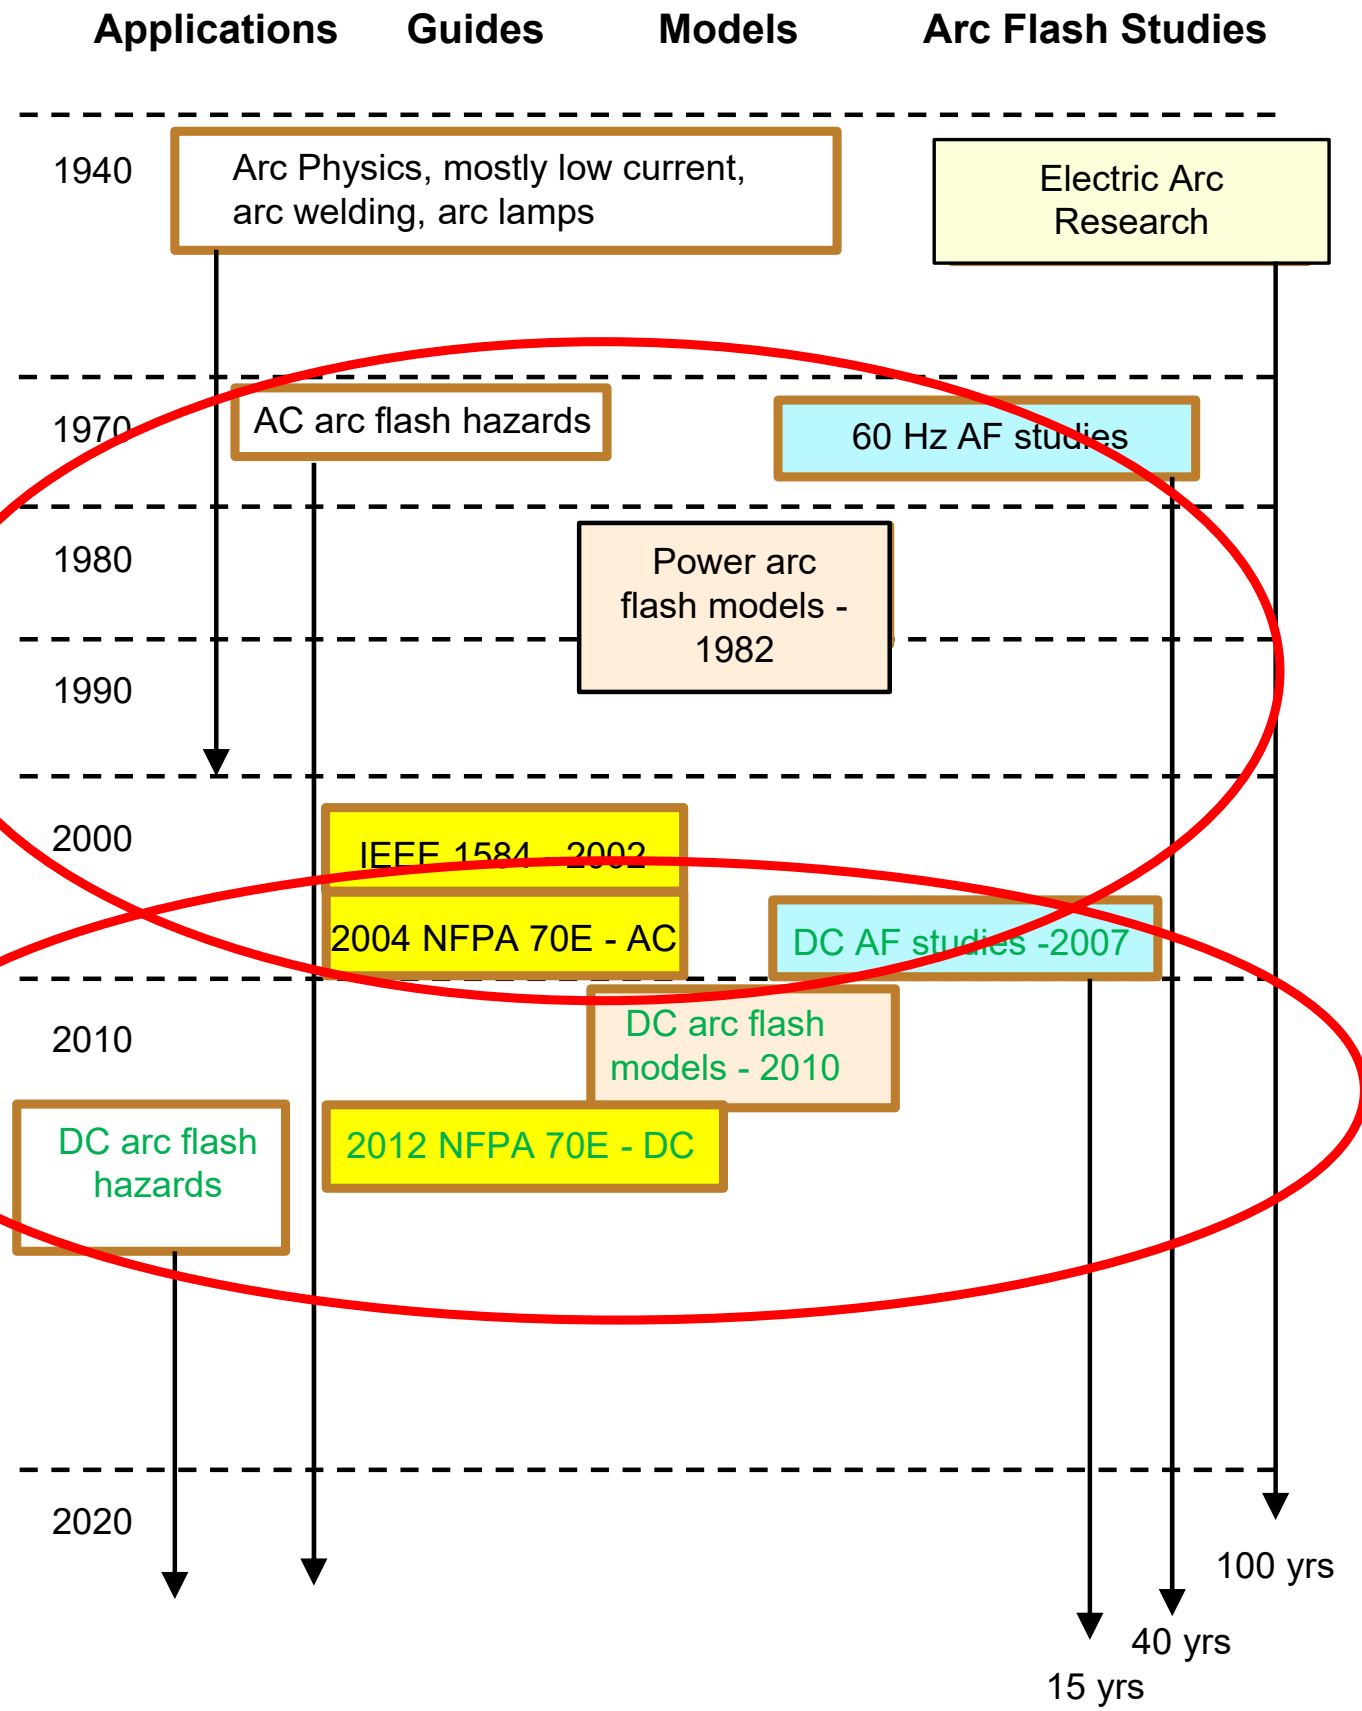 Applications Guides Models Arc Flash Studies
1940
Arc Physics, mostly low current,
arc welding, arc lamps
Electric Arc
Research
1970
AC arc flash hazards
60 Hz AF studies
1980
Power arc
flash models -
1982
1990
2000
IEEE 1584 - 2002
2004 NFPA 70E - AC
DC AF studies -2007
2010
DC arc flash
models - 2010
DC arc flash
hazards
2012 NFPA 70E - DC
2020
100 yrs
40 yrs
15 yrs